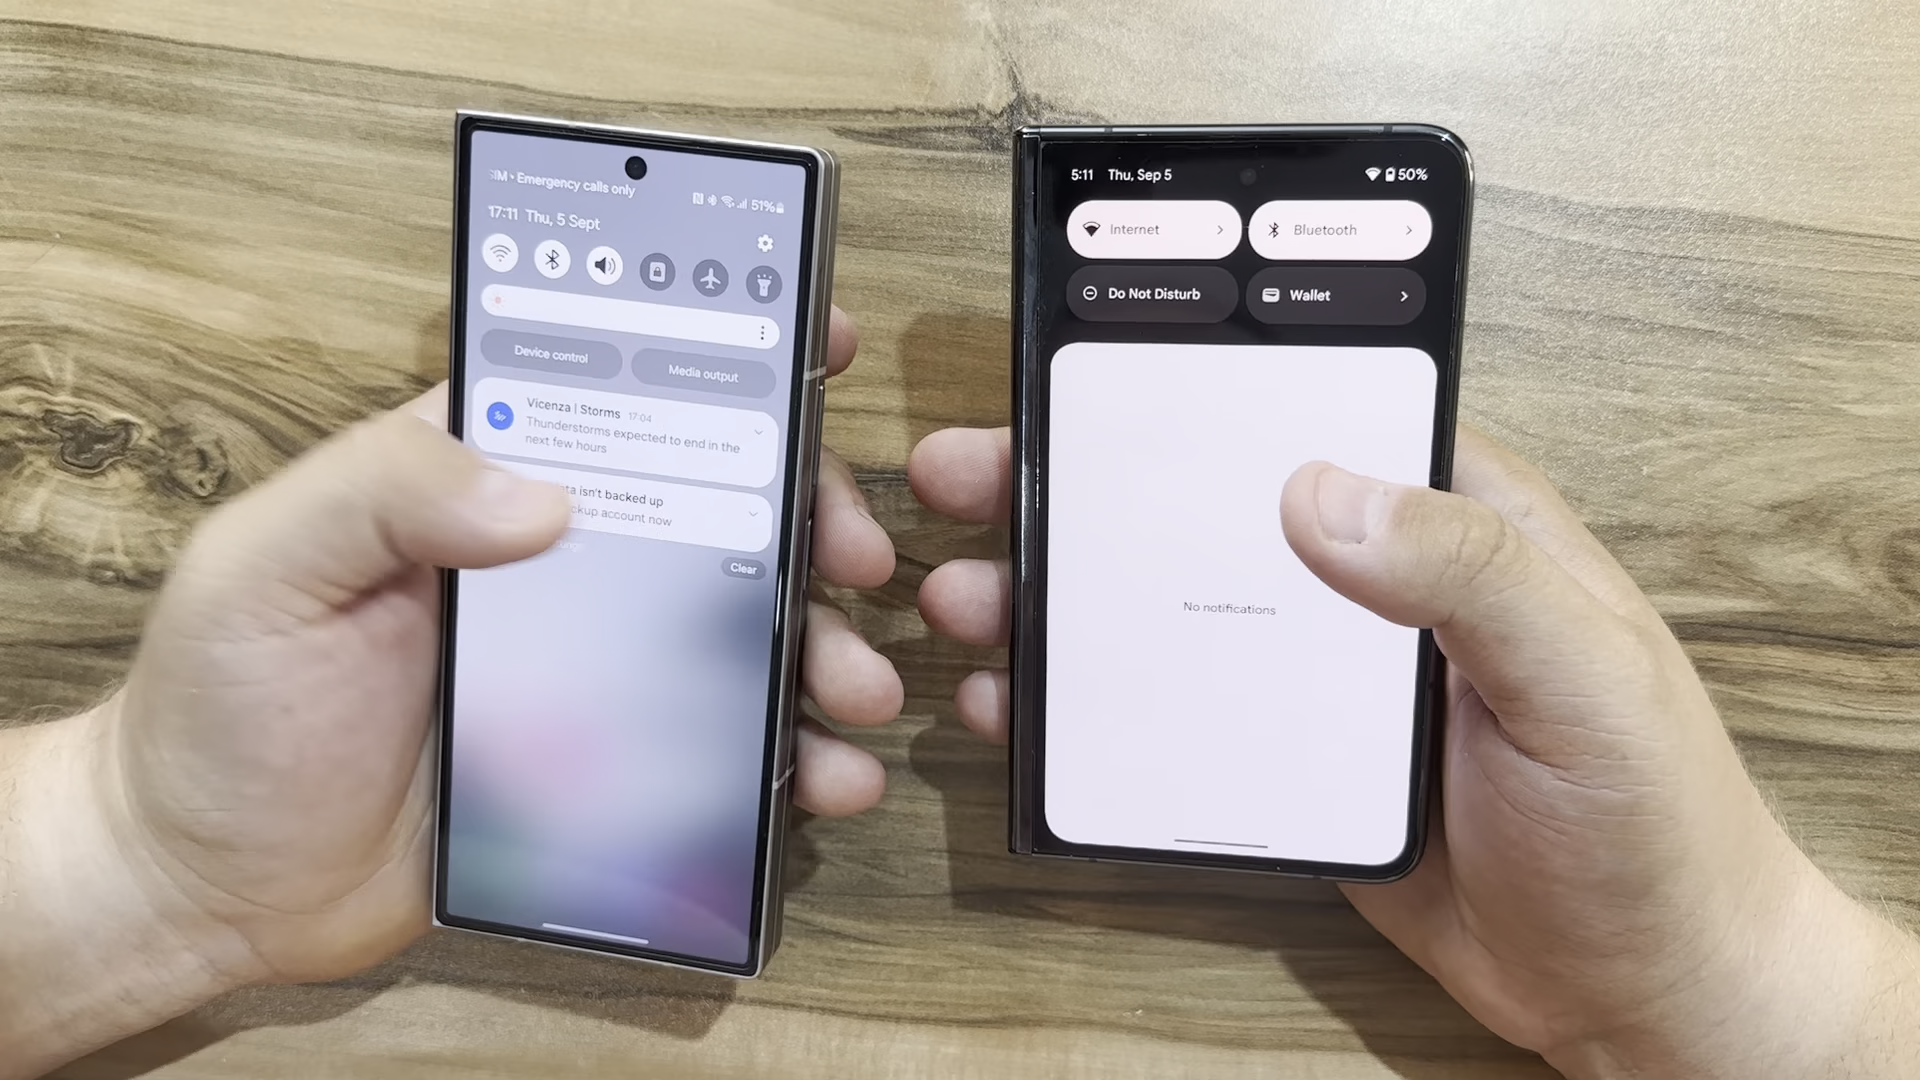 IM • Emergency calls only
51%
17:11 Thu, 5 Sept
Device control
Media output
Vicenza | Storms 17:04
Thunderstorms expected to end in the
next few hours
isn't backed up
account now
Clear
5:11 Thu, Sep 5
50%
Internet
Bluetooth
Do Not Disturb
Wallet
No notifications